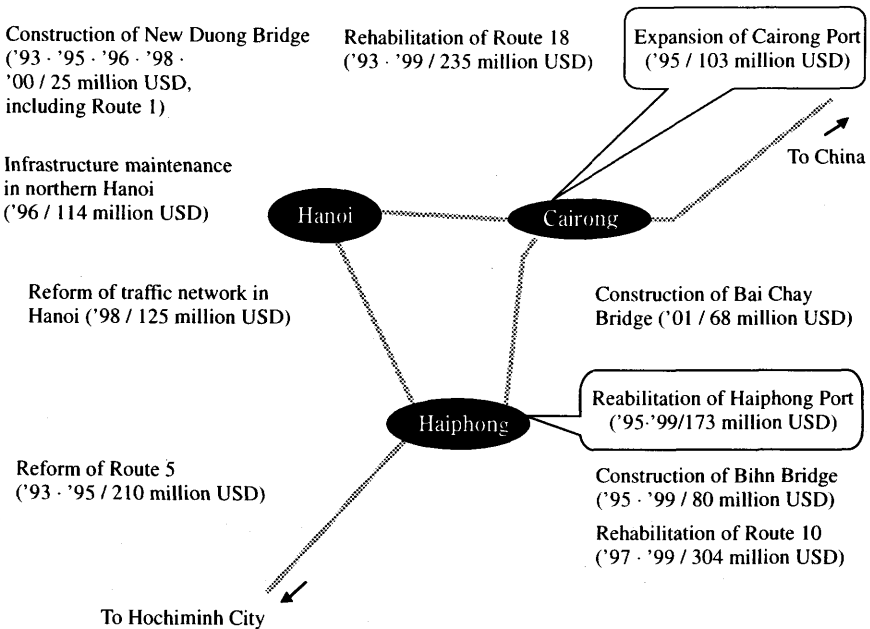 Construction of New Duong Bridge
('93 · '95 · '96 · '98 ·
'00 / 25 million USD,
including Route 1)
Rehabilitation of Route 18
('93 · '99 / 235 million USD)
Expansion of Cairong Port
('95 / 103 million USD)
To China
Infrastructure maintenance
in northern Hanoi
('96 / 114 million USD)
Hanoi
Cairong
Reform of traffic network in
Hanoi ('98 / 125 million USD)
Construction of Bai Chay
Bridge ('01 / 68 million USD)
Haiphong
Reabilitation of Haiphong Port
('95·'99/173 million USD)
Reform of Route 5
('93 · '95 / 210 million USD)
Construction of Bihn Bridge
('95 · '99 / 80 million USD)
Rehabilitation of Route 10
('97 · '99 / 304 million USD)
To Hochiminh City